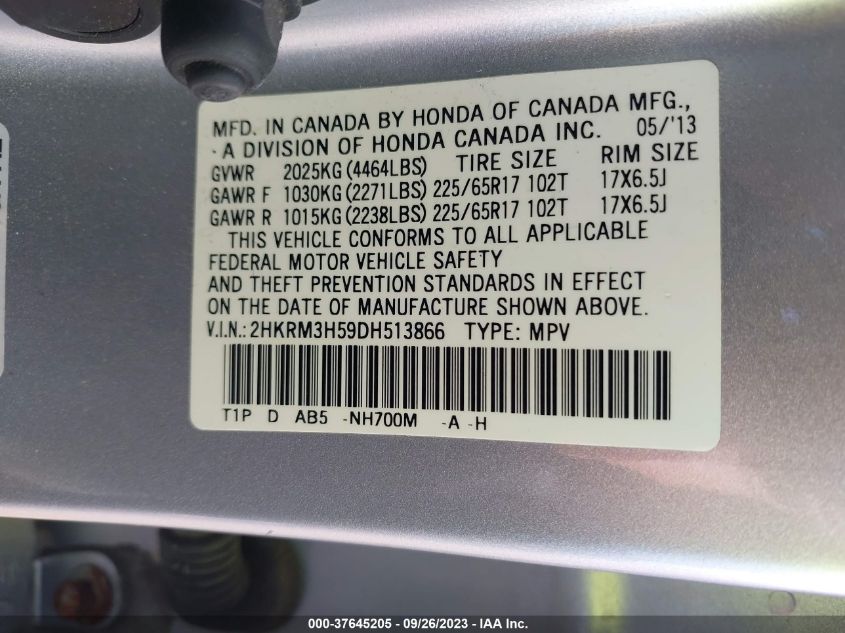 MFD. IN CANADA BY HONDA OF CANADA MFG.,
- A DIVISION OF HONDA CANADA INC. 05/'13
GVWR 2025KG (4464LBS) TIRE SIZE RIM SIZE
GAWR F 1030KG (2271LBS) 225/65R17 102T 17X6.5J
GAWR R 1015KG (2238LBS) 225/65R17 102T 17X6.5J
THIS VEHICLE CONFORMS TO ALL APPLICABLE
FEDERAL MOTOR VEHICLE SAFETY
AND THEFT PREVENTION STANDARDS IN EFFECT
ON THE DATE OF MANUFACTURE SHOWN ABOVE.
V.I.N.: 2HKRM3H59DH513866 TYPE: MPV
T1P D AB5 -NH700M -A -H
000-37645205 - 09/26/2023 - IAA Inc.